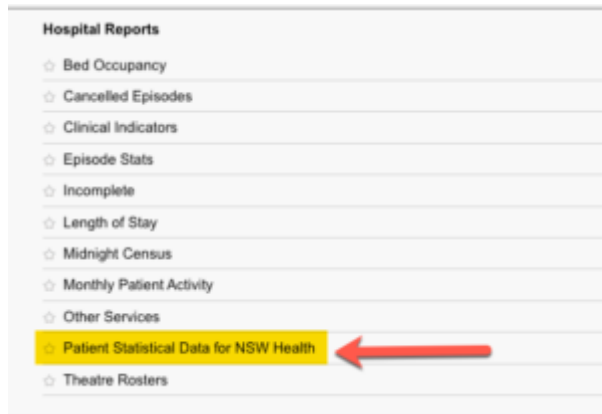 Hospital Reports
Bed Occupancy
Cancelled Episodes
Clinical Indicators
Episode Stats
Incomplete
Length of Stay
Midnight Census
Monthly Patient Activity
Other Services
Patient Statistical Data for NSW Health
Theatre Rosters